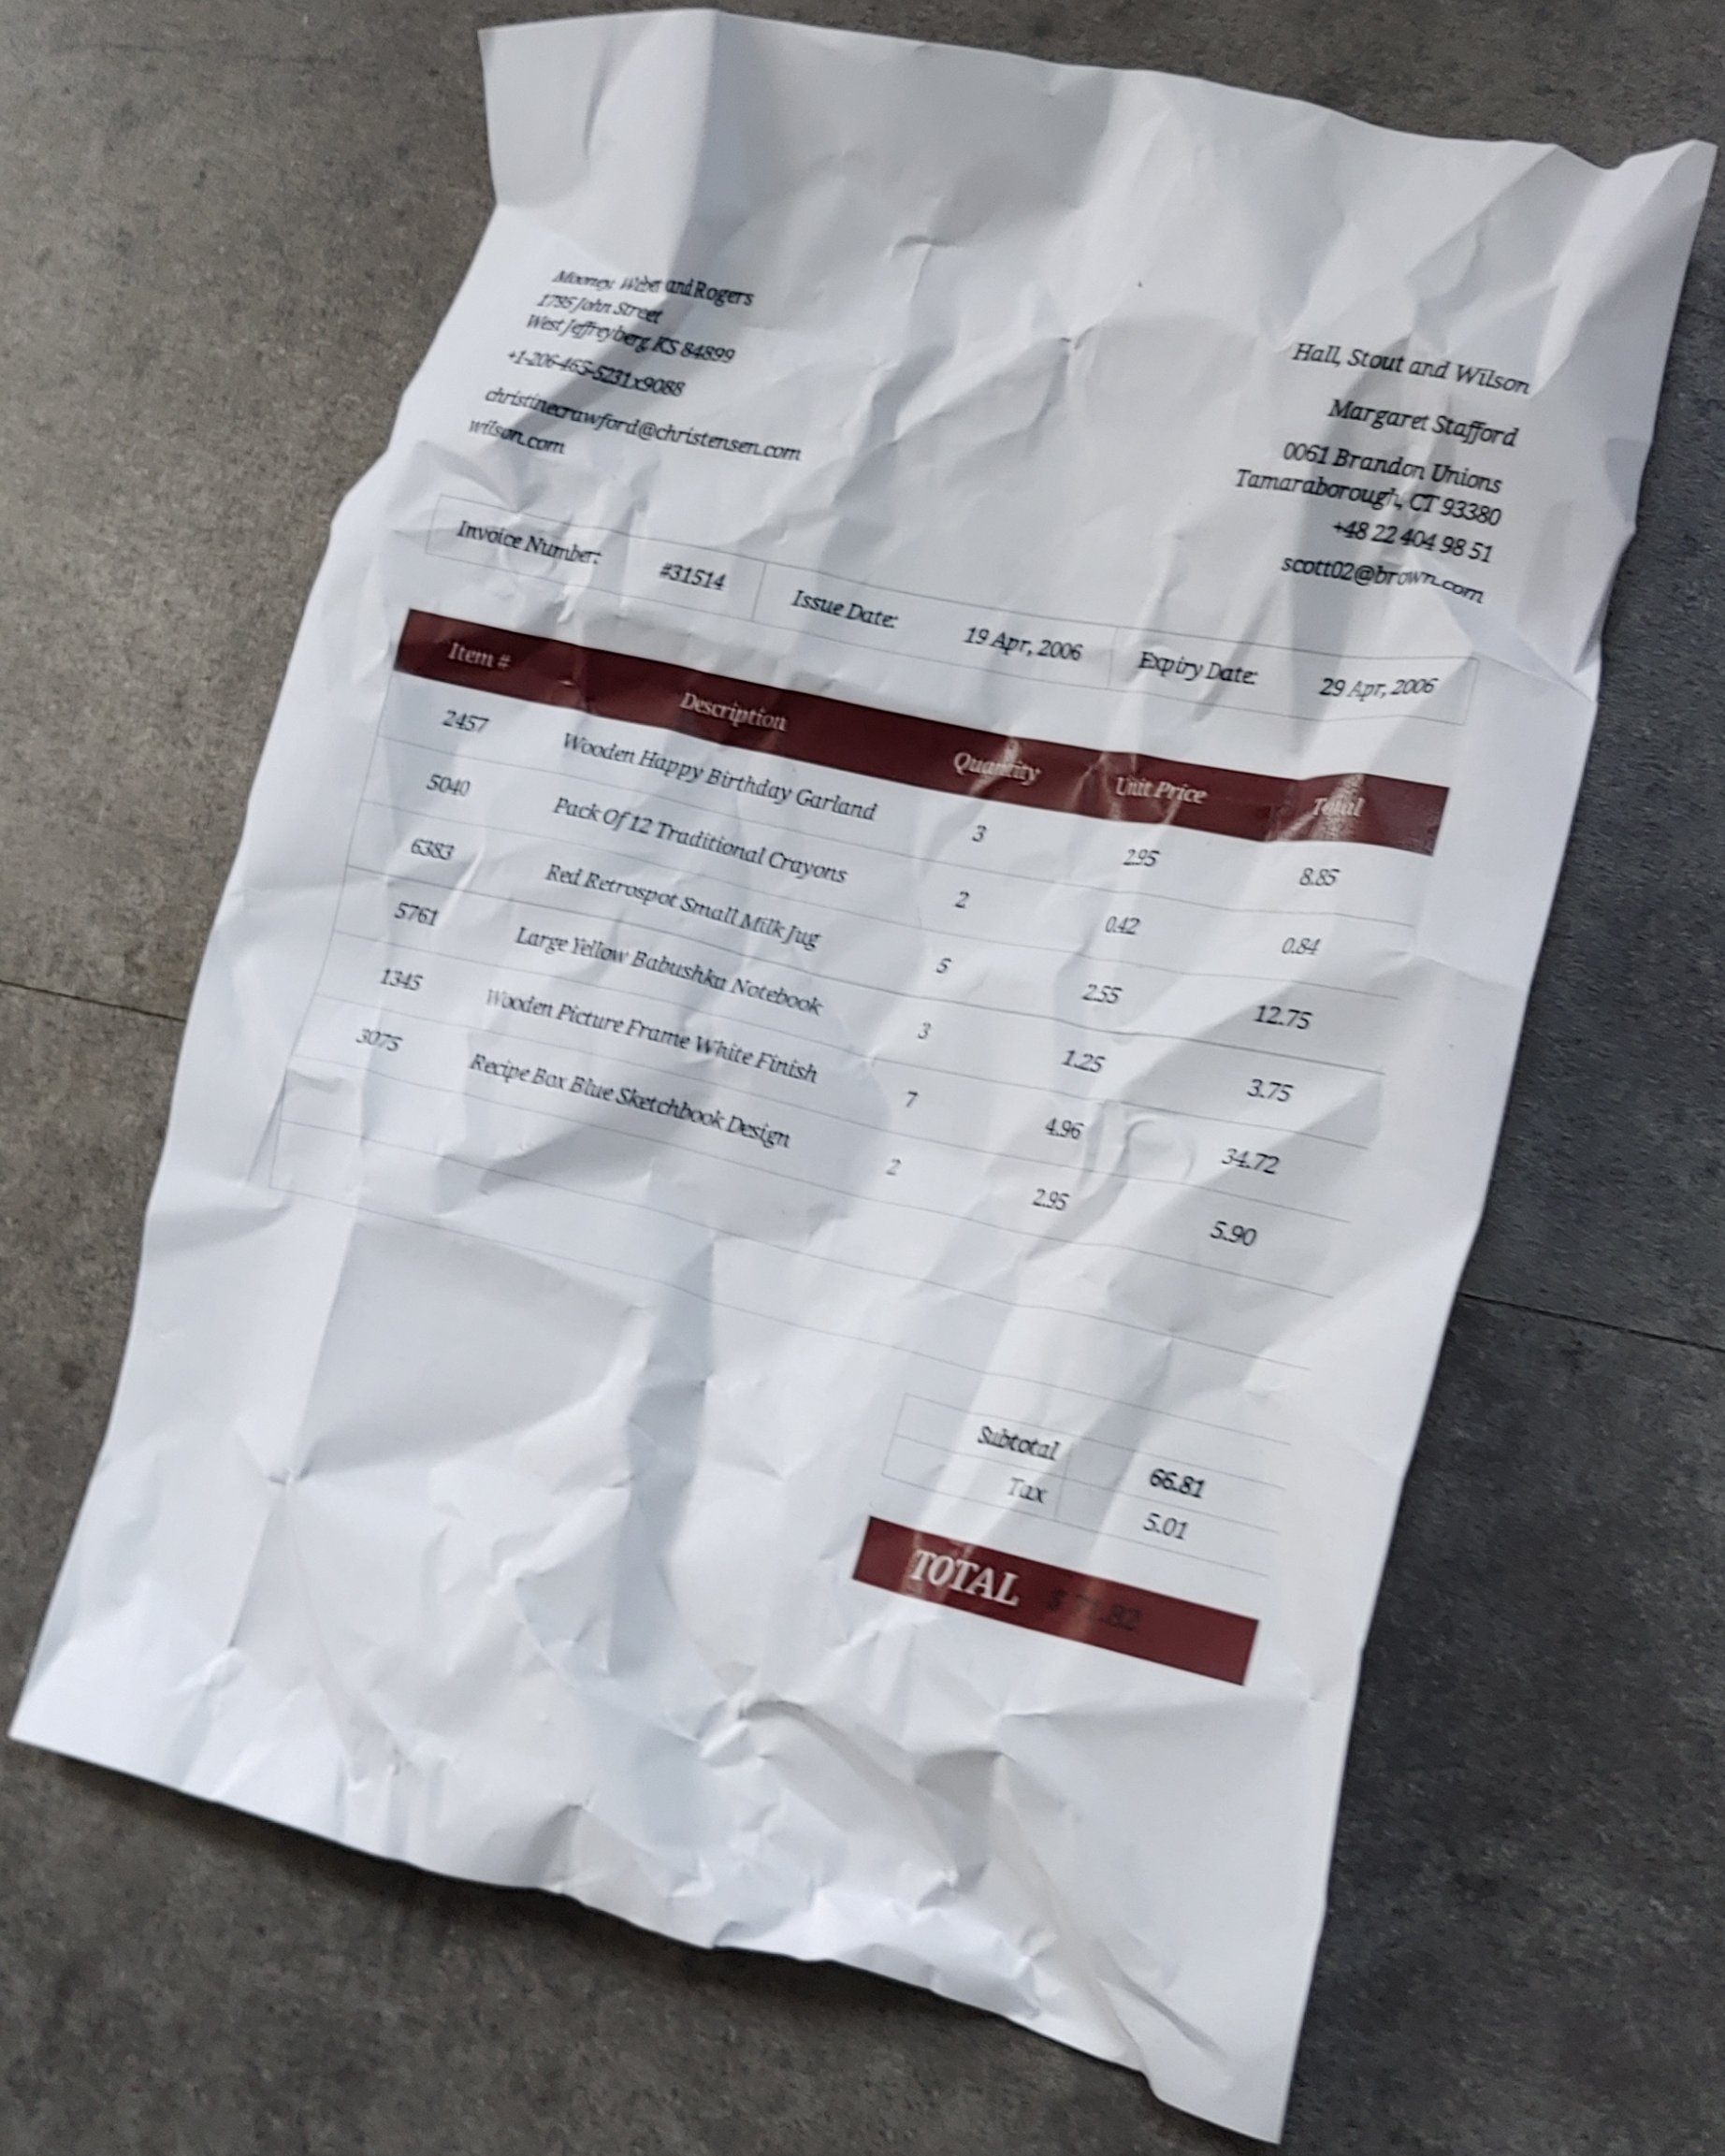 Mooney, Weber and Rogers
1795 John Street
West Jeffreyberg, KS 84899
+1-206-463-5231x9088
christinecrawford@christensen.com
wilson.com
Hall, Stout and Wilson
Margaret Stafford
0061 Brandon Unions
Tamaraborough, CT 93380
+48 22 404 98 51
scott02@brown.com
Invoice Number: #31514 Issue Date: 19 Apr, 2006 Expiry Date: 29 Apr, 2006
Item # Description Quantity Unit Price Total
2457 Wooden Happy Birthday Garland 3 2.95 8.85
5040 Pack Of 12 Traditional Crayons 2 0.42 0.84
6383 Red Retrospot Small Milk Jug 5 2.55 12.75
5761 Large Yellow Babushka Notebook 3 1.25 3.75
1345 Wooden Picture Frame White Finish 7 4.96 34.72
3075 Recipe Box Blue Sketchbook Design 2 2.95 5.90
Subtotal 66.81
Tax 5.01
TOTAL $ 71.82